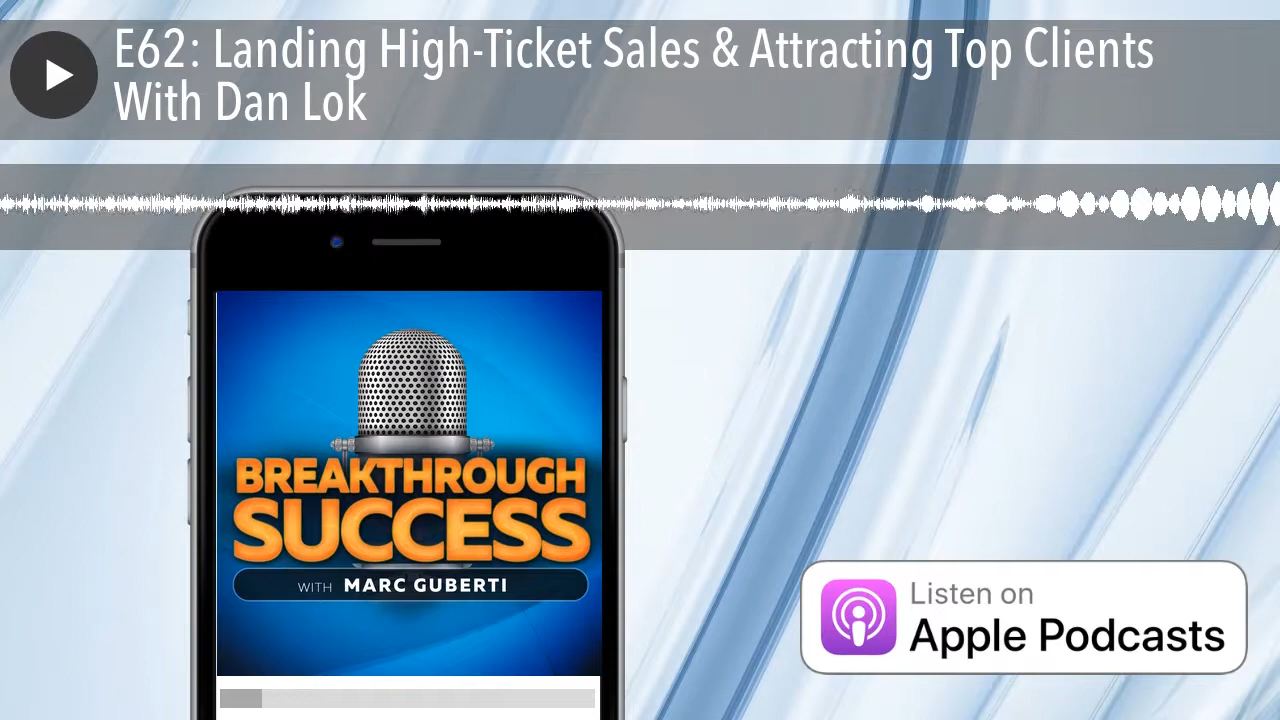 E62: Landing High-Ticket Sales & Attracting Top Clients
With Dan Lok
BREAKTHROUGH
SUCCESS
WITH MARC GUBERTI
Listen on
Apple Podcasts